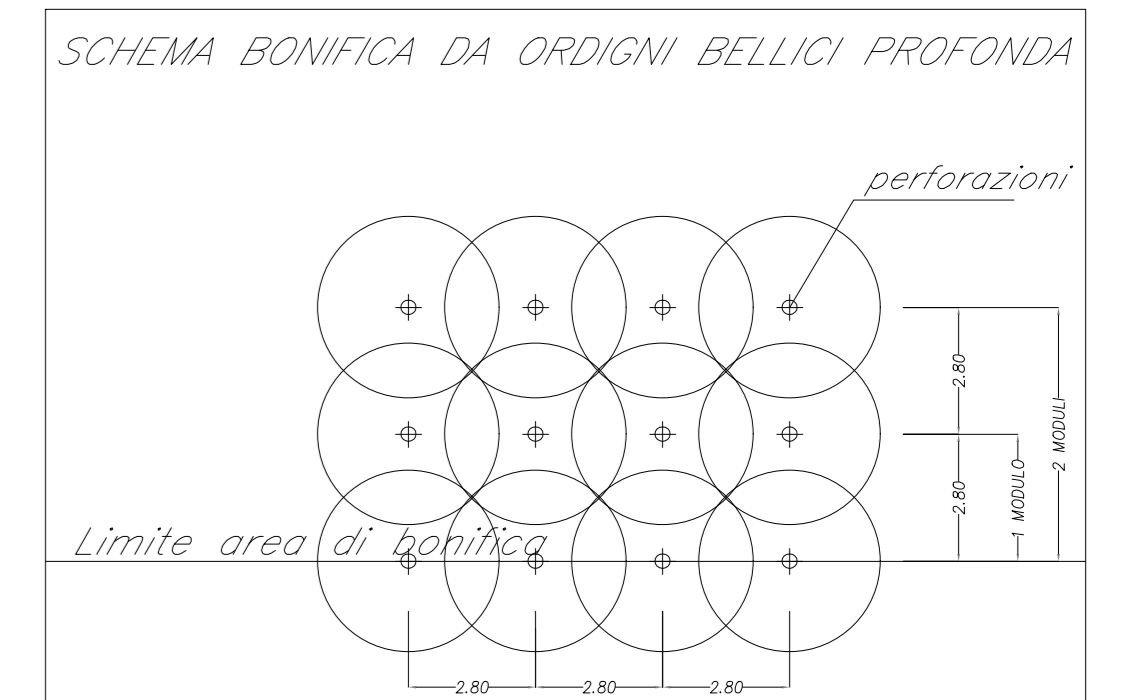 SCHEMA BONIFICA DA ORDIGNI BELLICI PROFONDA
perforazioni
2.80
2 MODULI
2.80
1 MODULO
Limite area di bonifica
2.80
2.80
2.80